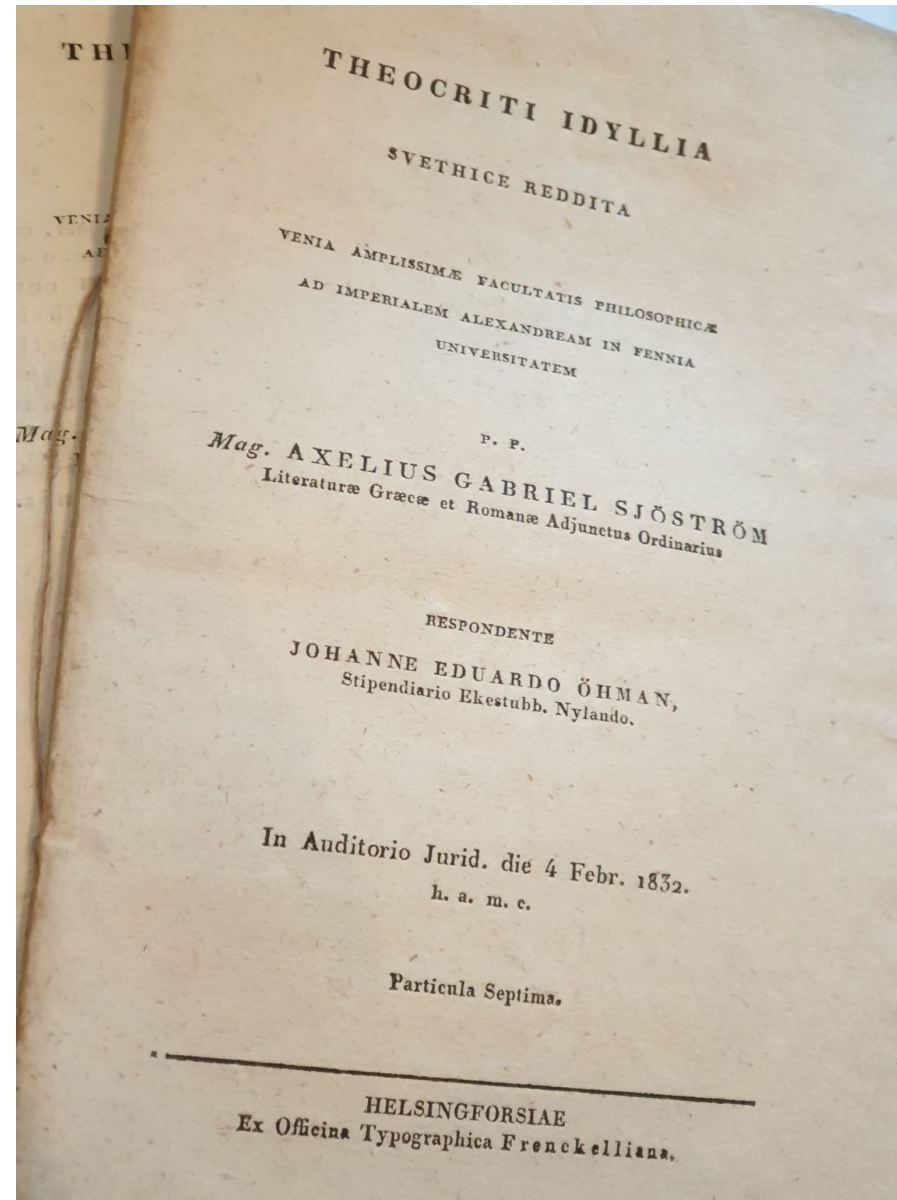 THEOCRITI IDYLLIA
SVETHICE REDDITA
VENIA AMPLISSIMÆ FACULTATIS PHILOSOPHICÆ
AD IMPERIALEM ALEXANDREAM IN FENNIA
UNIVERSITATEM
P. P.
Mag. AXELIUS GABRIEL SJÖSTRÖM
Literaturæ Græcæ et Romanæ Adjunctus Ordinarius
RESPONDENTE
JOHANNE EDUARDO ÖHMAN,
Stipendiario Ekestubb. Nylando.
In Auditorio Jurid. die 4 Febr. 1832.
h. a. m. c.
Particula Septima.
HELSINGFORSIAE
Ex Officina Typographica Frenckelliana.
Mag.